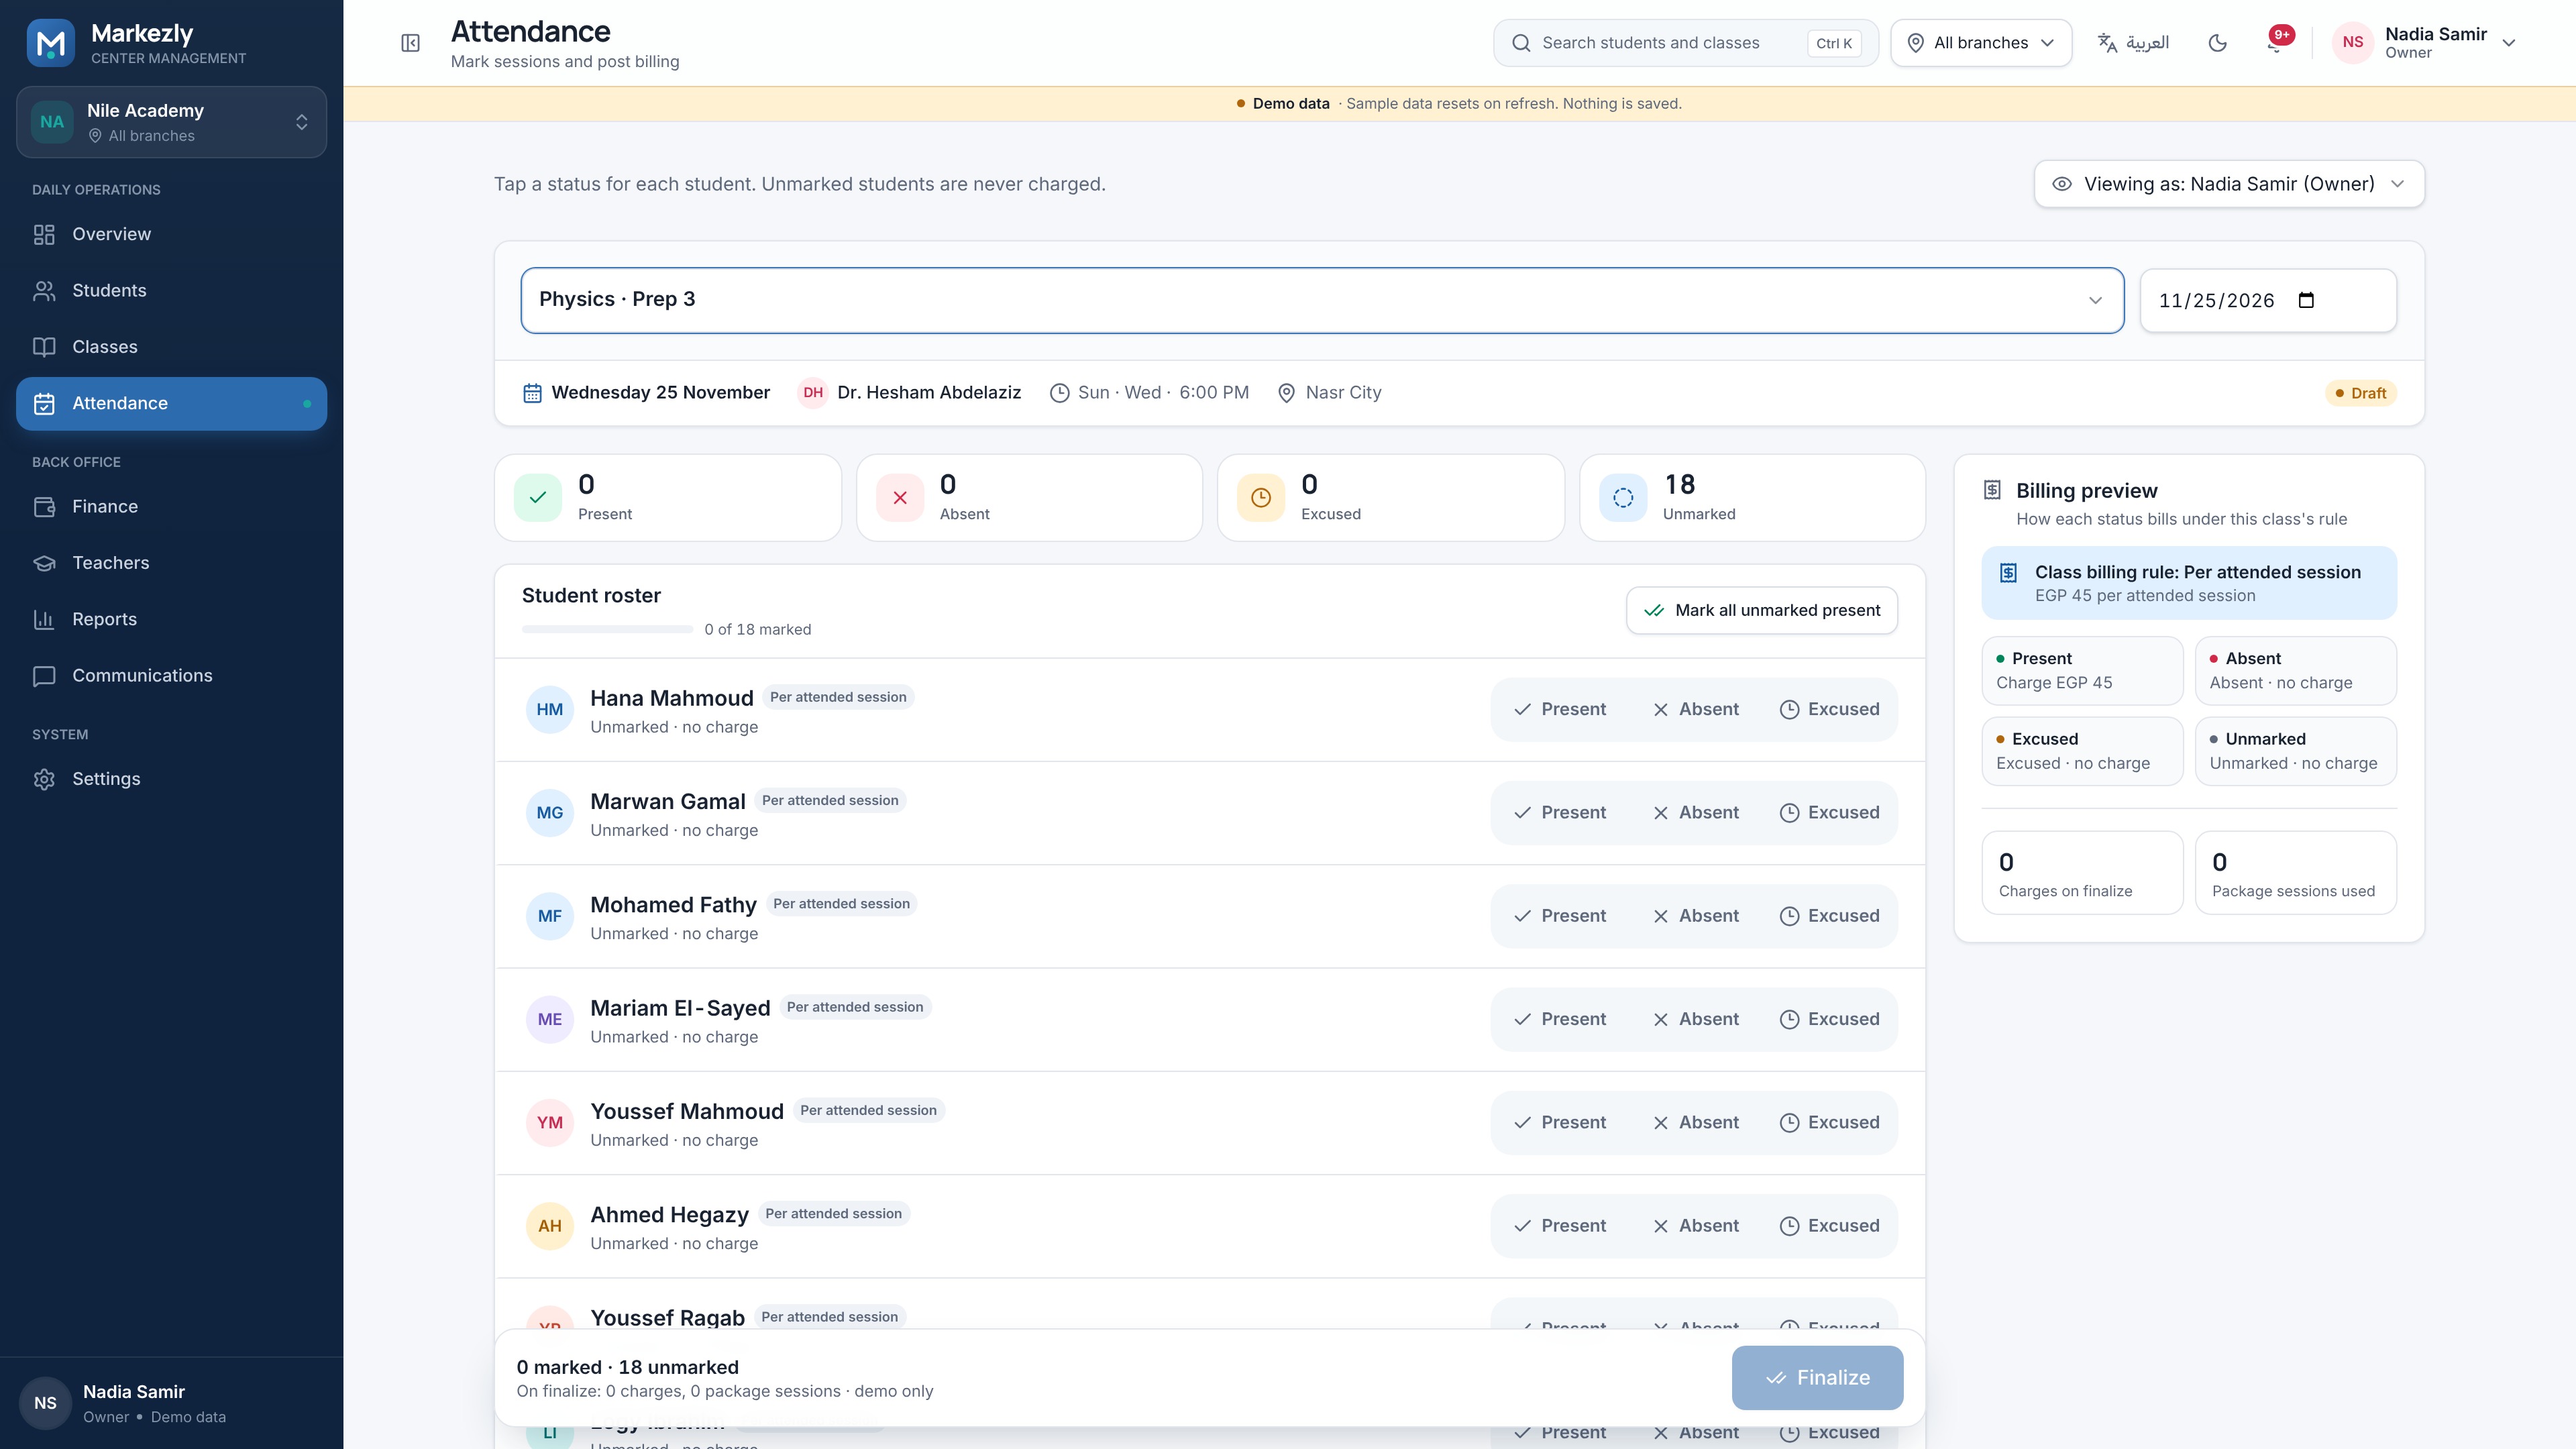 Markezly
CENTER MANAGEMENT
NA
Nile Academy
All branches
DAILY OPERATIONS
Overview
Students
Classes
Attendance
BACK OFFICE
Finance
Teachers
Reports
Communications
SYSTEM
Settings
NS
Nadia Samir
Owner • Demo data
Attendance
Mark sessions and post billing
Search students and classes
Ctrl K
All branches
العربية
9+
NS
Nadia Samir
Owner
Demo data · Sample data resets on refresh. Nothing is saved.
Tap a status for each student. Unmarked students are never charged.
Viewing as: Nadia Samir (Owner)
Physics · Prep 3
11/25/2026
Wednesday 25 November
DH
Dr. Hesham Abdelaziz
Sun · Wed · 6:00 PM
Nasr City
Draft
0
Present
0
Absent
0
Excused
18
Unmarked
Student roster
0 of 18 marked
Mark all unmarked present
HM
Hana Mahmoud
Per attended session
Unmarked · no charge
Present
Absent
Excused
MG
Marwan Gamal
Per attended session
Unmarked · no charge
Present
Absent
Excused
MF
Mohamed Fathy
Per attended session
Unmarked · no charge
Present
Absent
Excused
ME
Mariam El-Sayed
Per attended session
Unmarked · no charge
Present
Absent
Excused
YM
Youssef Mahmoud
Per attended session
Unmarked · no charge
Present
Absent
Excused
AH
Ahmed Hegazy
Per attended session
Unmarked · no charge
Present
Absent
Excused
YR
Youssef Ragab
Per attended session
Present
Absent
Excused
0 marked · 18 unmarked
On finalize: 0 charges, 0 package sessions · demo only
Finalize
LI
Present
Absent
Excused
Billing preview
How each status bills under this class's rule
Class billing rule: Per attended session
EGP 45 per attended session
Present
Charge EGP 45
Absent
Absent · no charge
Excused
Excused · no charge
Unmarked
Unmarked · no charge
0
Charges on finalize
0
Package sessions used